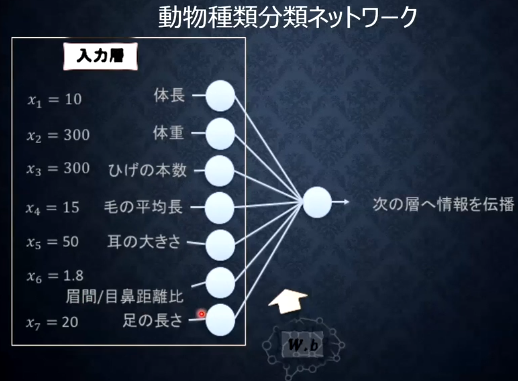 動物種類分類ネットワーク
入力層
x₁ = 10 体長
x₂ = 300 体重
x₃ = 300 ひげの本数
x₄ = 15 毛の平均長
x₅ = 50 耳の大きさ
x₆ = 1.8
眉間/目鼻距離比
x₇ = 20 足の長さ
次の層へ情報を伝播
W.b